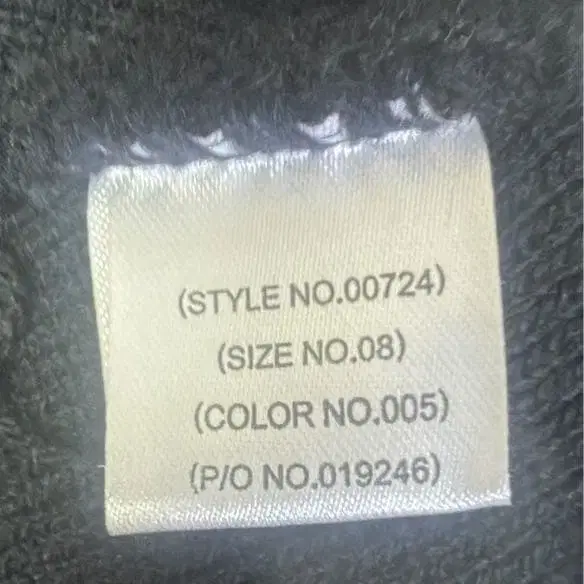 (STYLE NO.00724)
(SIZE NO.08)
(COLOR NO.005)
(P/O NO.019246)